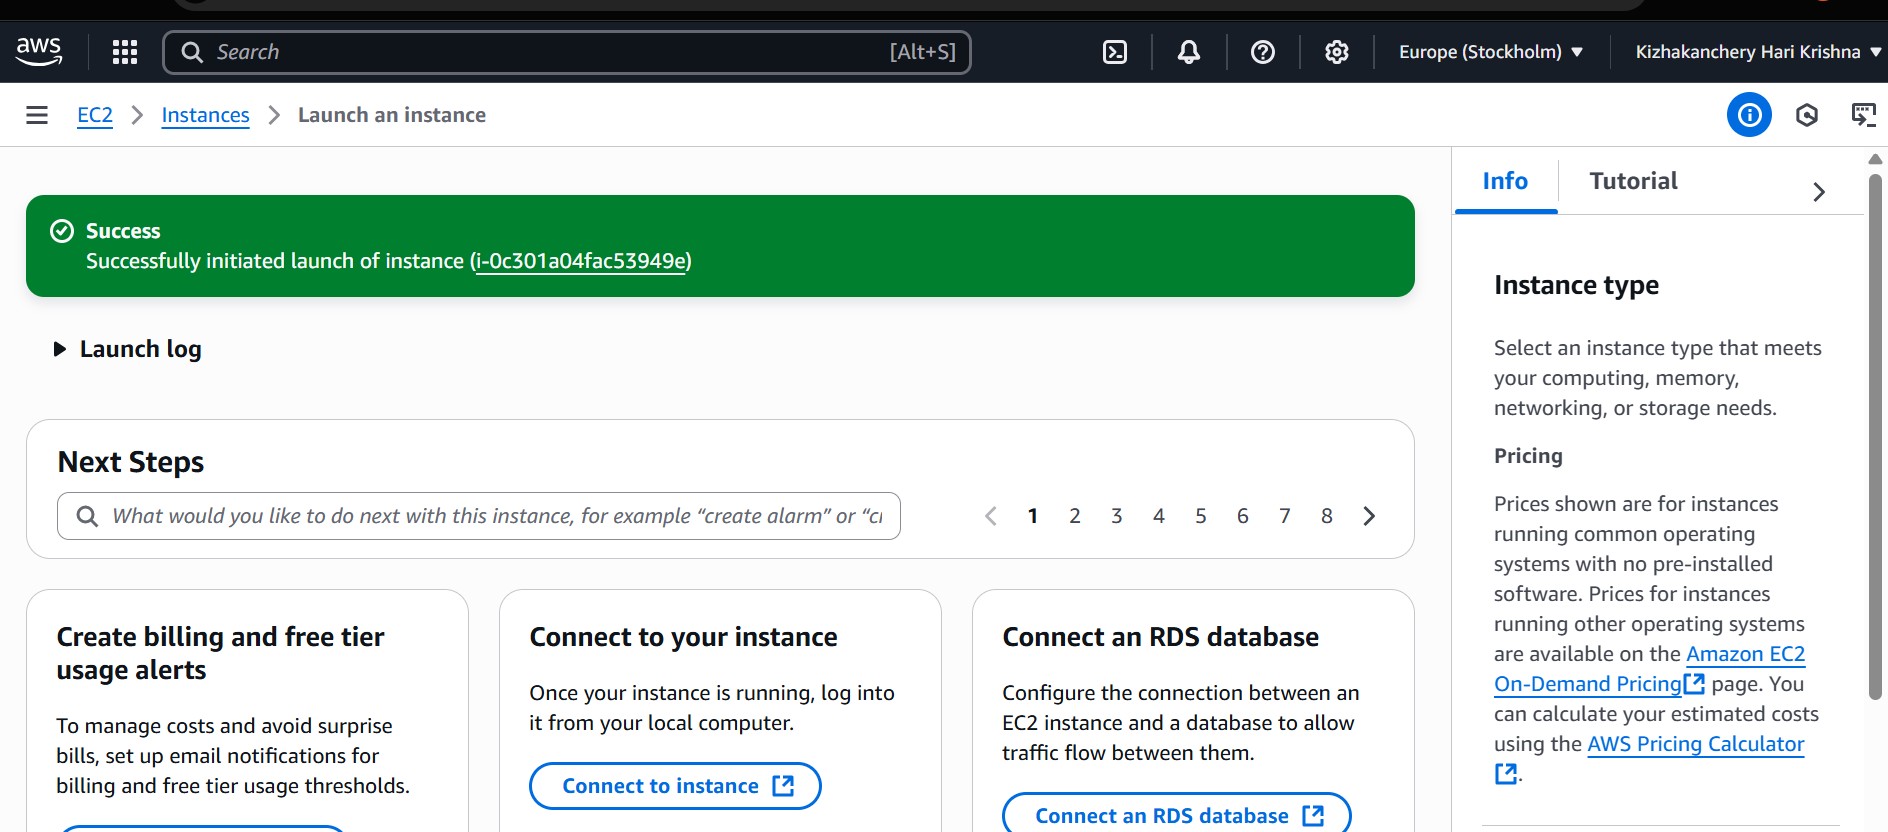 aws
Search [Alt+S]
Europe (Stockholm)
Kizhakanchery Hari Krishna
EC2
Instances
Launch an instance
Success
Successfully initiated launch of instance (i-0c301a04fac53949e)
Launch log
Next Steps
What would you like to do next with this instance, for example “create alarm” or “cr
1 2 3 4 5 6 7 8
Create billing and free tier
usage alerts
To manage costs and avoid surprise
bills, set up email notifications for
billing and free tier usage thresholds.
Connect to your instance
Once your instance is running, log into
it from your local computer.
Connect to instance
Connect an RDS database
Configure the connection between an
EC2 instance and a database to allow
traffic flow between them.
Connect an RDS database
Info
Tutorial
Instance type
Select an instance type that meets
your computing, memory,
networking, or storage needs.
Pricing
Prices shown are for instances
running common operating
systems with no pre-installed
software. Prices for instances
running other operating systems
are available on the Amazon EC2
On-Demand Pricing page. You
can calculate your estimated costs
using the AWS Pricing Calculator
.